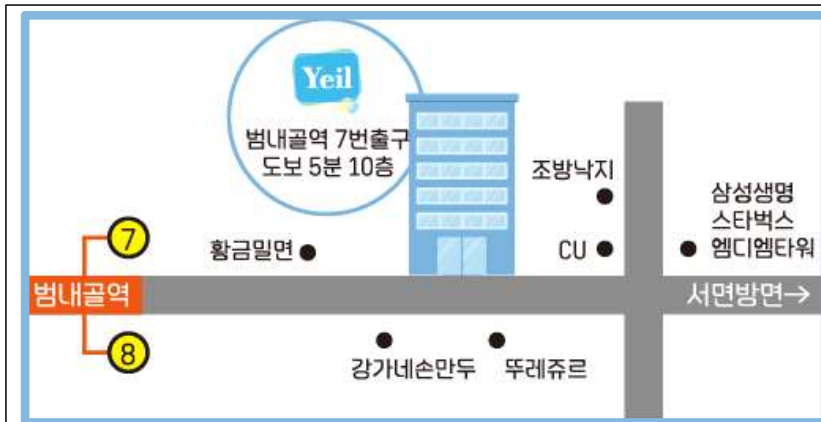 Yeil
범내골역 7번출구
도보 5분 10층
조방낙지
삼성생명
스타벅스
엠디엠타워
7
황금밀면
CU
범내골역
서면방면→
8
강가네손만두
뚜레쥬르